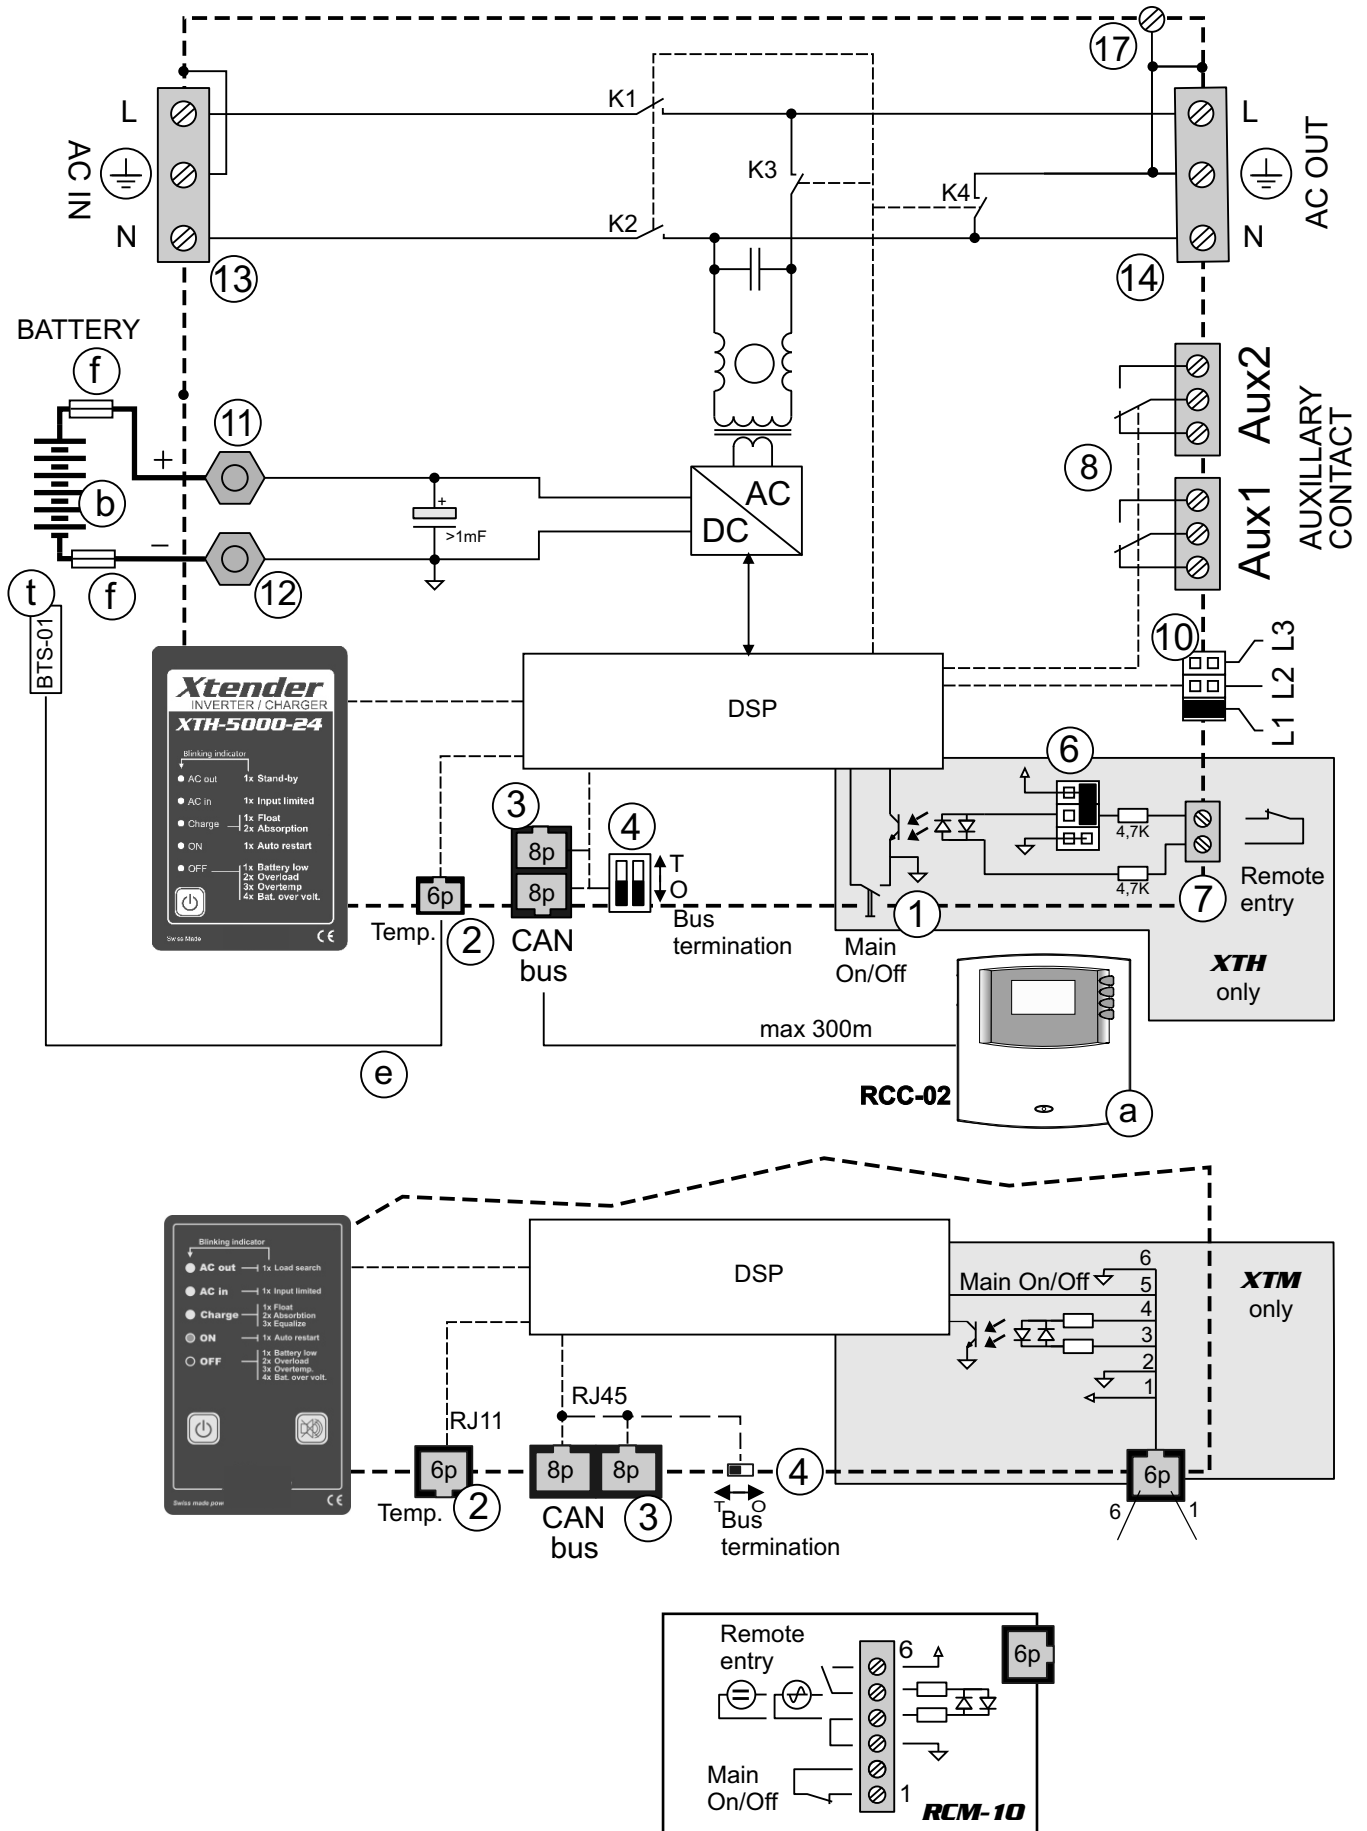 17
L
K1
L
AC IN
K3
K4
AC OUT
N
K2
N
13
14
BATTERY
f
11
+
b
8
Aux2
Aux1
AUXILLARY
CONTACT
AC
DC
+
>1mF
–
f
12
t
BTS-01
10
L3
L2
L1
DSP
Xtender
INVERTER / CHARGER
XTH-5000-24
Blinking indicator
AC out 1x Stand-by
AC in 1x Input limited
Charge 1x Float
2x Absorption
ON 1x Auto restart
OFF 1x Battery low
2x Overload
3x Overtemp
4x Bat. over volt.
Swiss Made
CE
6
3
4
8p
8p
T
O
4,7K
4,7K
6p
Temp.
2
CAN
bus
Bus
termination
1
Main
On/Off
7
Remote
entry
XTH
only
max 300m
e
RCC-02
a
Blinking indicator
AC out 1x Load search
AC in 1x Input limited
Charge 1x Float
2x Absorbtion
3x Equalize
ON 1x Auto restart
OFF 1x Battery low
2x Overload
3x Overtemp.
4x Bat. over volt.
Swiss made pow
CE
DSP
Main On/Off
6
5
4
3
2
1
XTM
only
RJ11
RJ45
6p
8p
8p
4
6p
Temp.
2
CAN
bus
3
T
O
Bus
termination
6
1
Remote
entry
6
6p
Main
On/Off
1
RCM-10